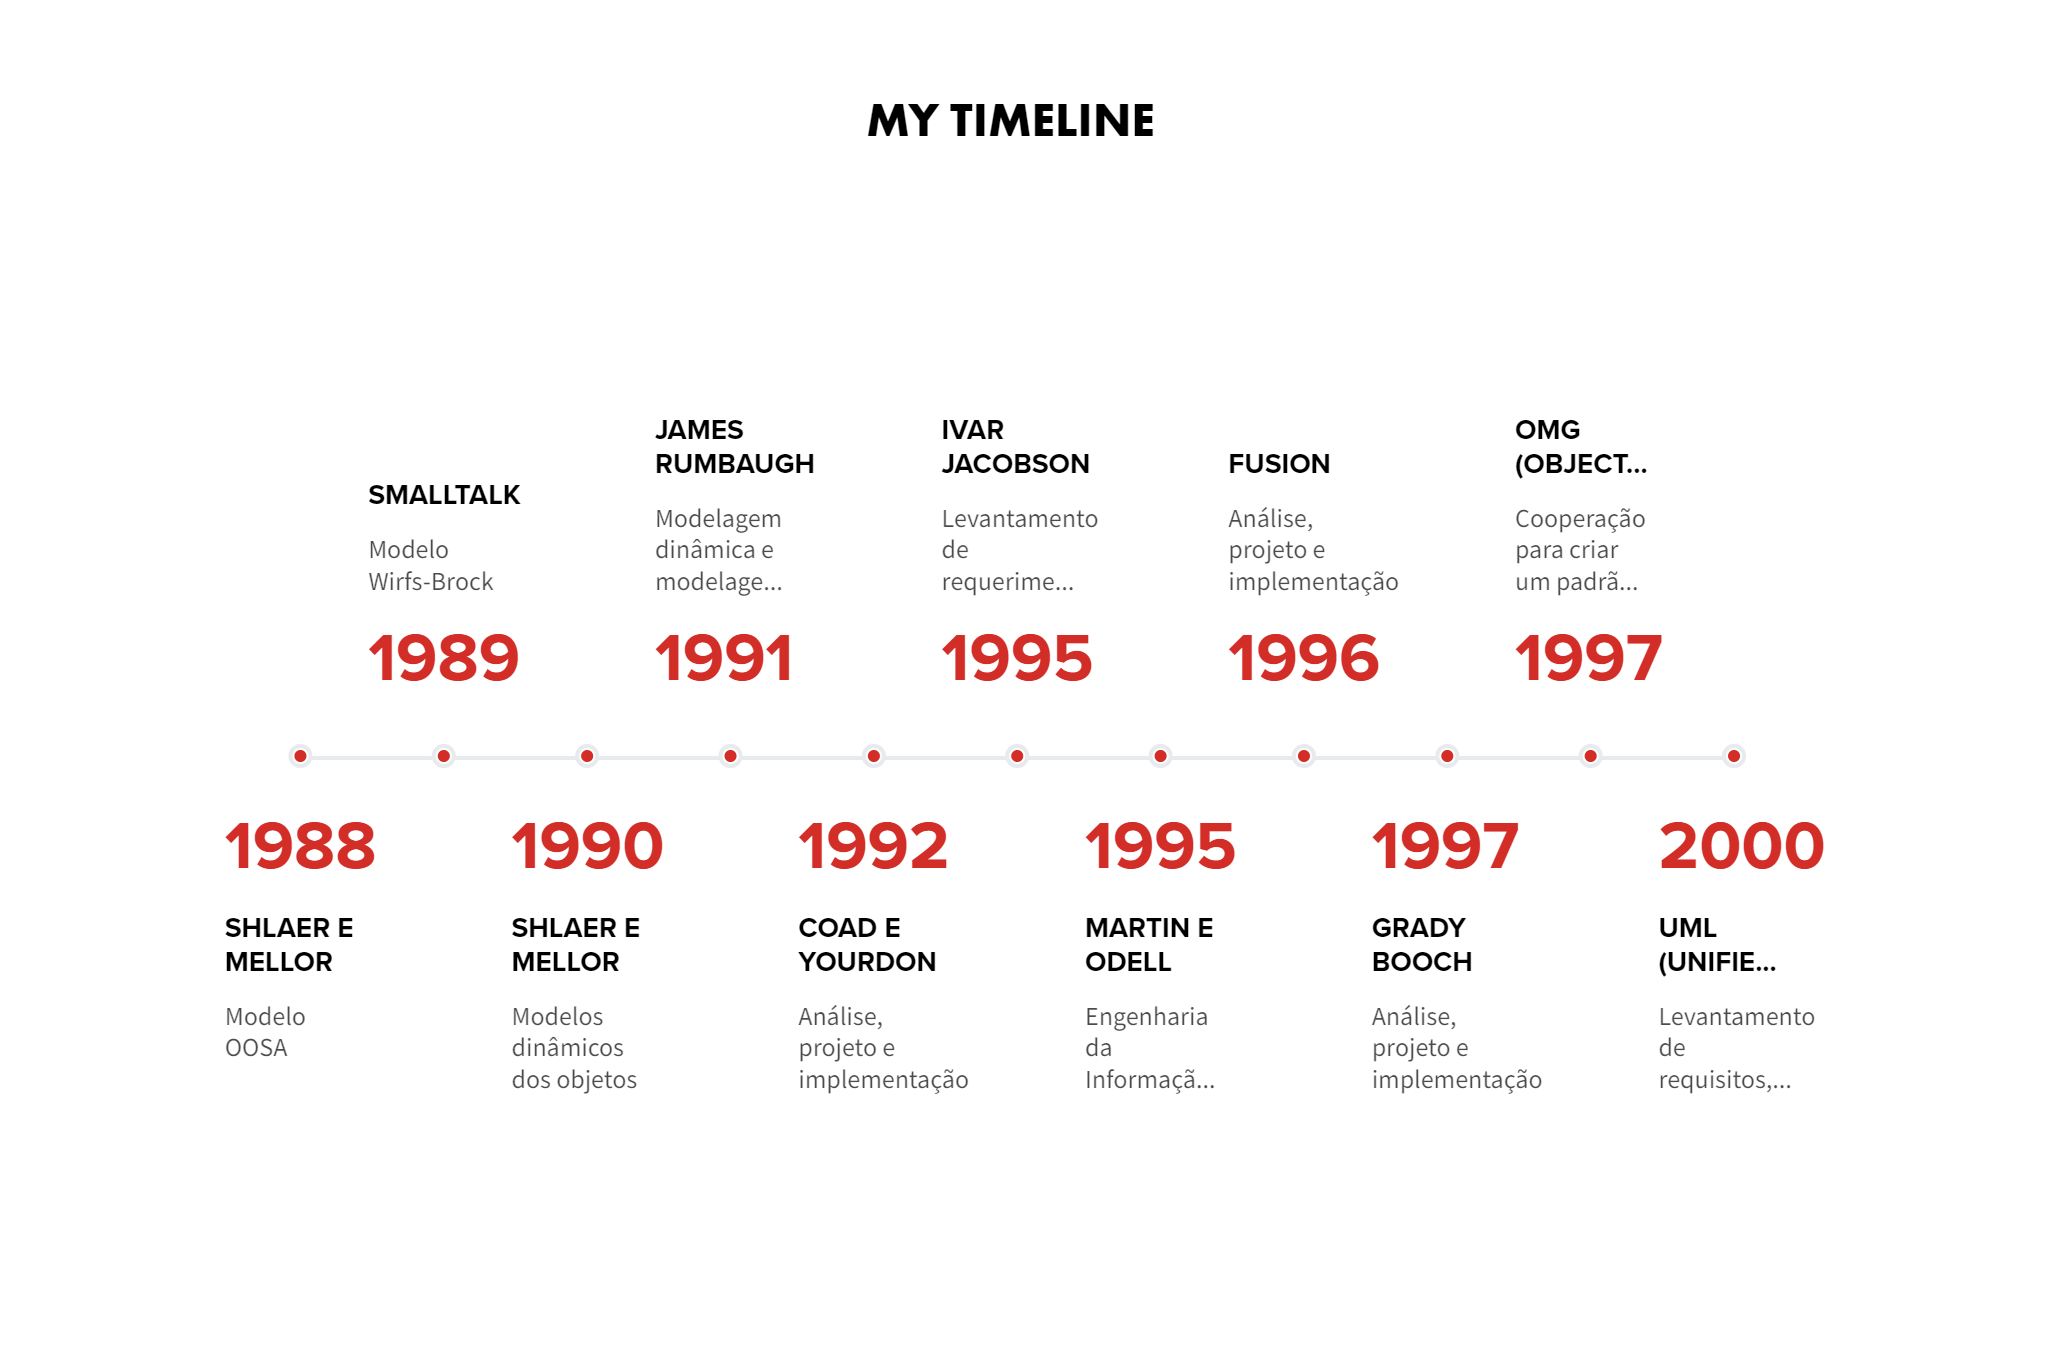 MY TIMELINE
SMALLTALK
Modelo
Wirfs-Brock
1989
JAMES
RUMBAUGH
Modelagem
dinâmica e
modelage...
1991
IVAR
JACOBSON
Levantamento
de
requerime...
1995
FUSION
Análise,
projeto e
implementação
1996
OMG
(OBJECT...
Cooperação
para criar
um padrã...
1997
1988
SHLAER E
MELLOR
Modelo
OOSA
1990
SHLAER E
MELLOR
Modelos
dinâmicos
dos objetos
1992
COAD E
YOURDON
Análise,
projeto e
implementação
1995
MARTIN E
ODELL
Engenharia
da
Informaçã...
1997
GRADY
BOOCH
Análise,
projeto e
implementação
2000
UML
(UNIFIE...
Levantamento
de
requisitos,...